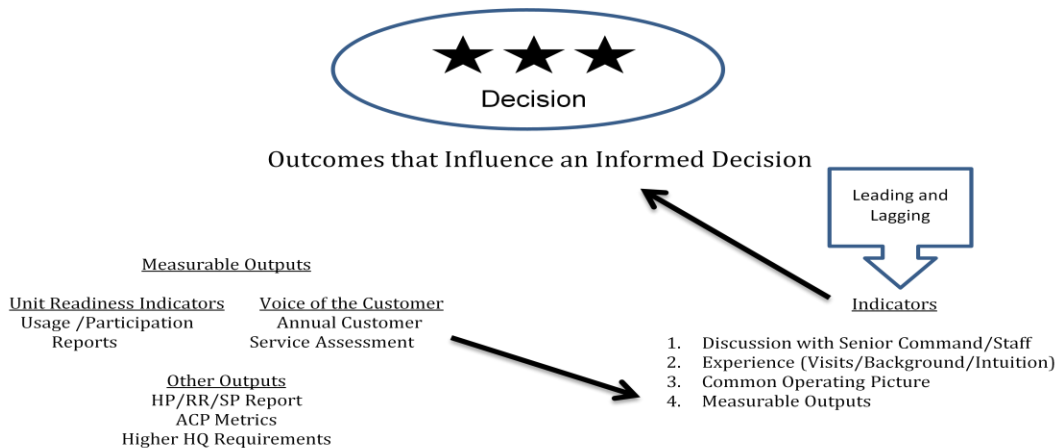 Decision
Outcomes that Influence an Informed Decision
Leading and
Lagging
Measurable Outputs
Unit Readiness Indicators
Usage /Participation
Reports
Voice of the Customer
Annual Customer
Service Assessment
Other Outputs
HP/RR/SP Report
ACP Metrics
Higher HQ Requirements
Indicators
1. Discussion with Senior Command/Staff
2. Experience (Visits/Background/Intuition)
3. Common Operating Picture
4. Measurable Outputs